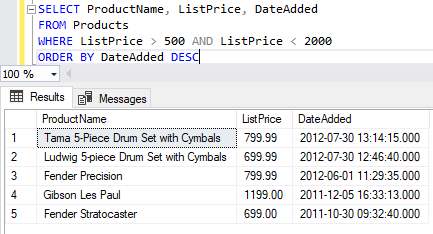 SELECT ProductName, ListPrice, DateAdded
FROM Products
WHERE ListPrice > 500 AND ListPrice < 2000
ORDER BY DateAdded DESC
100 %
Results Messages
ProductName ListPrice DateAdded
1 Tama 5-Piece Drum Set with Cymbals 799.99 2012-07-30 13:14:15.000
2 Ludwig 5-piece Drum Set with Cymbals 699.99 2012-07-30 12:46:40.000
3 Fender Precision 799.99 2012-06-01 11:29:35.000
4 Gibson Les Paul 1199.00 2011-12-05 16:33:13.000
5 Fender Stratocaster 699.00 2011-10-30 09:32:40.000